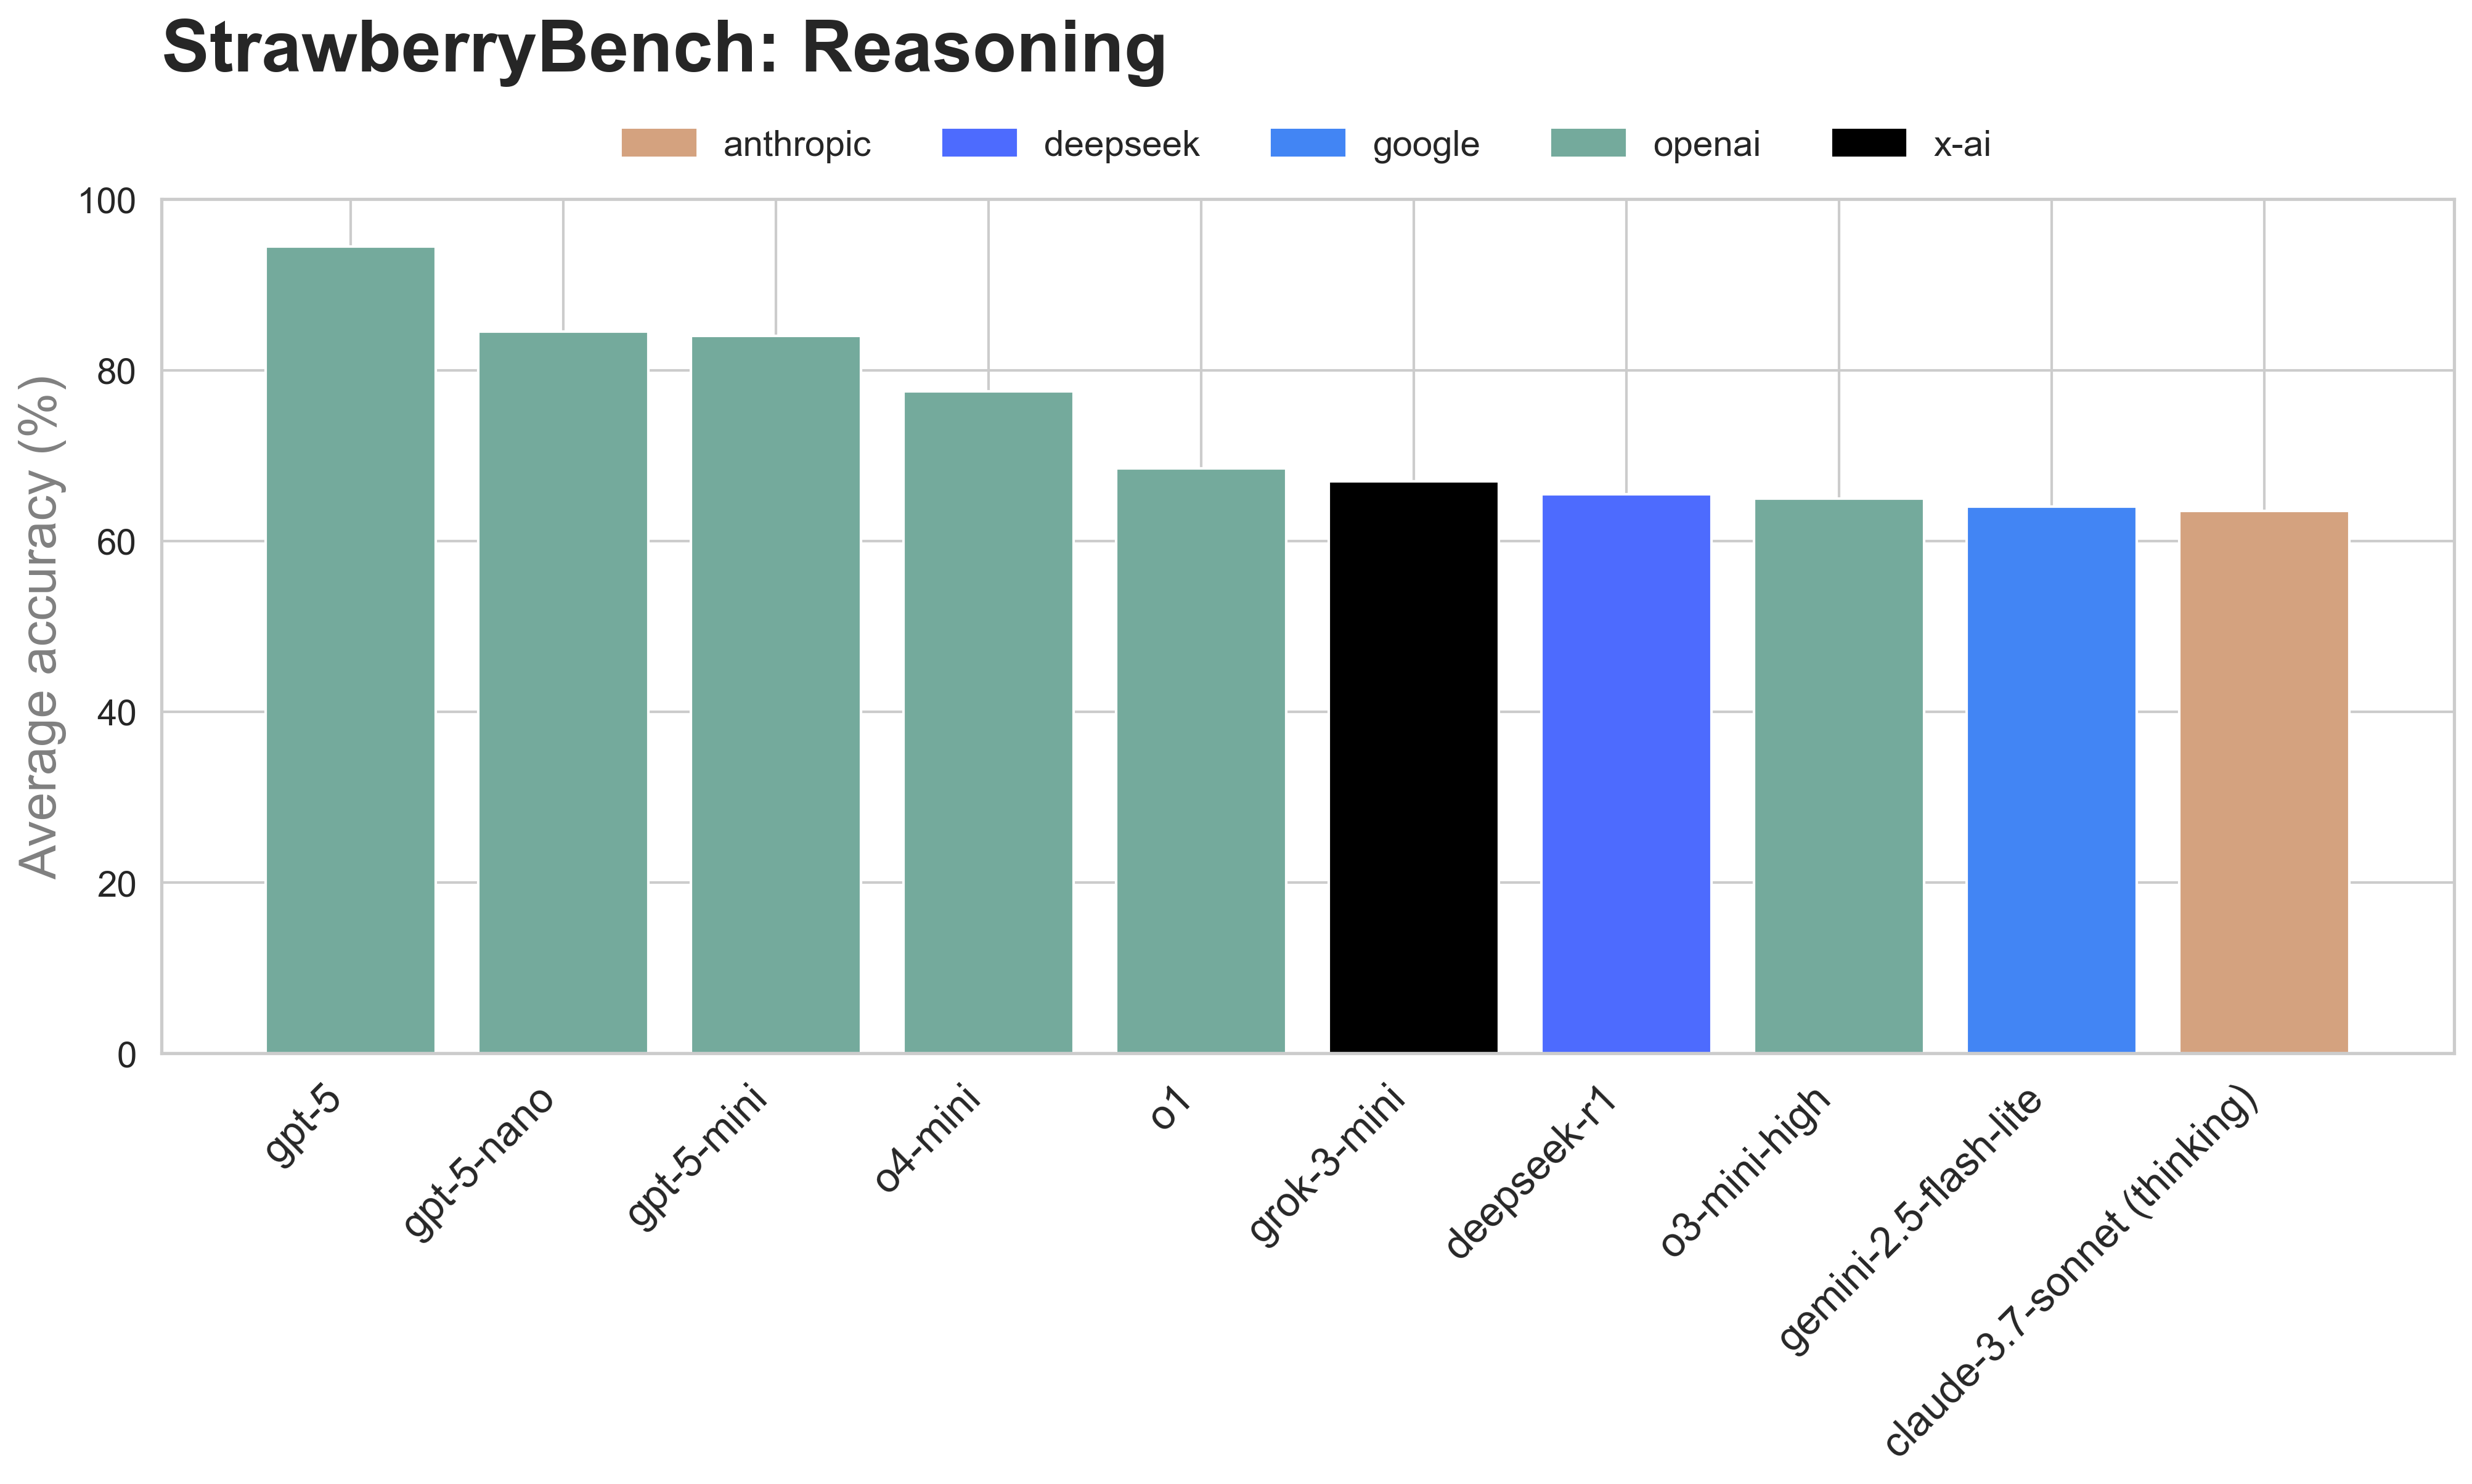 StrawberryBench: Reasoning
anthropic
deepseek
google
openai
x-ai
Average accuracy (%)
100
80
60
40
20
0
gpt-5
gpt-5-nano
gpt-5-mini
o4-mini
o1
grok-3-mini
deepseek-r1
o3-mini-high
gemini-2.5-flash-lite
claude-3.7-sonnet (thinking)